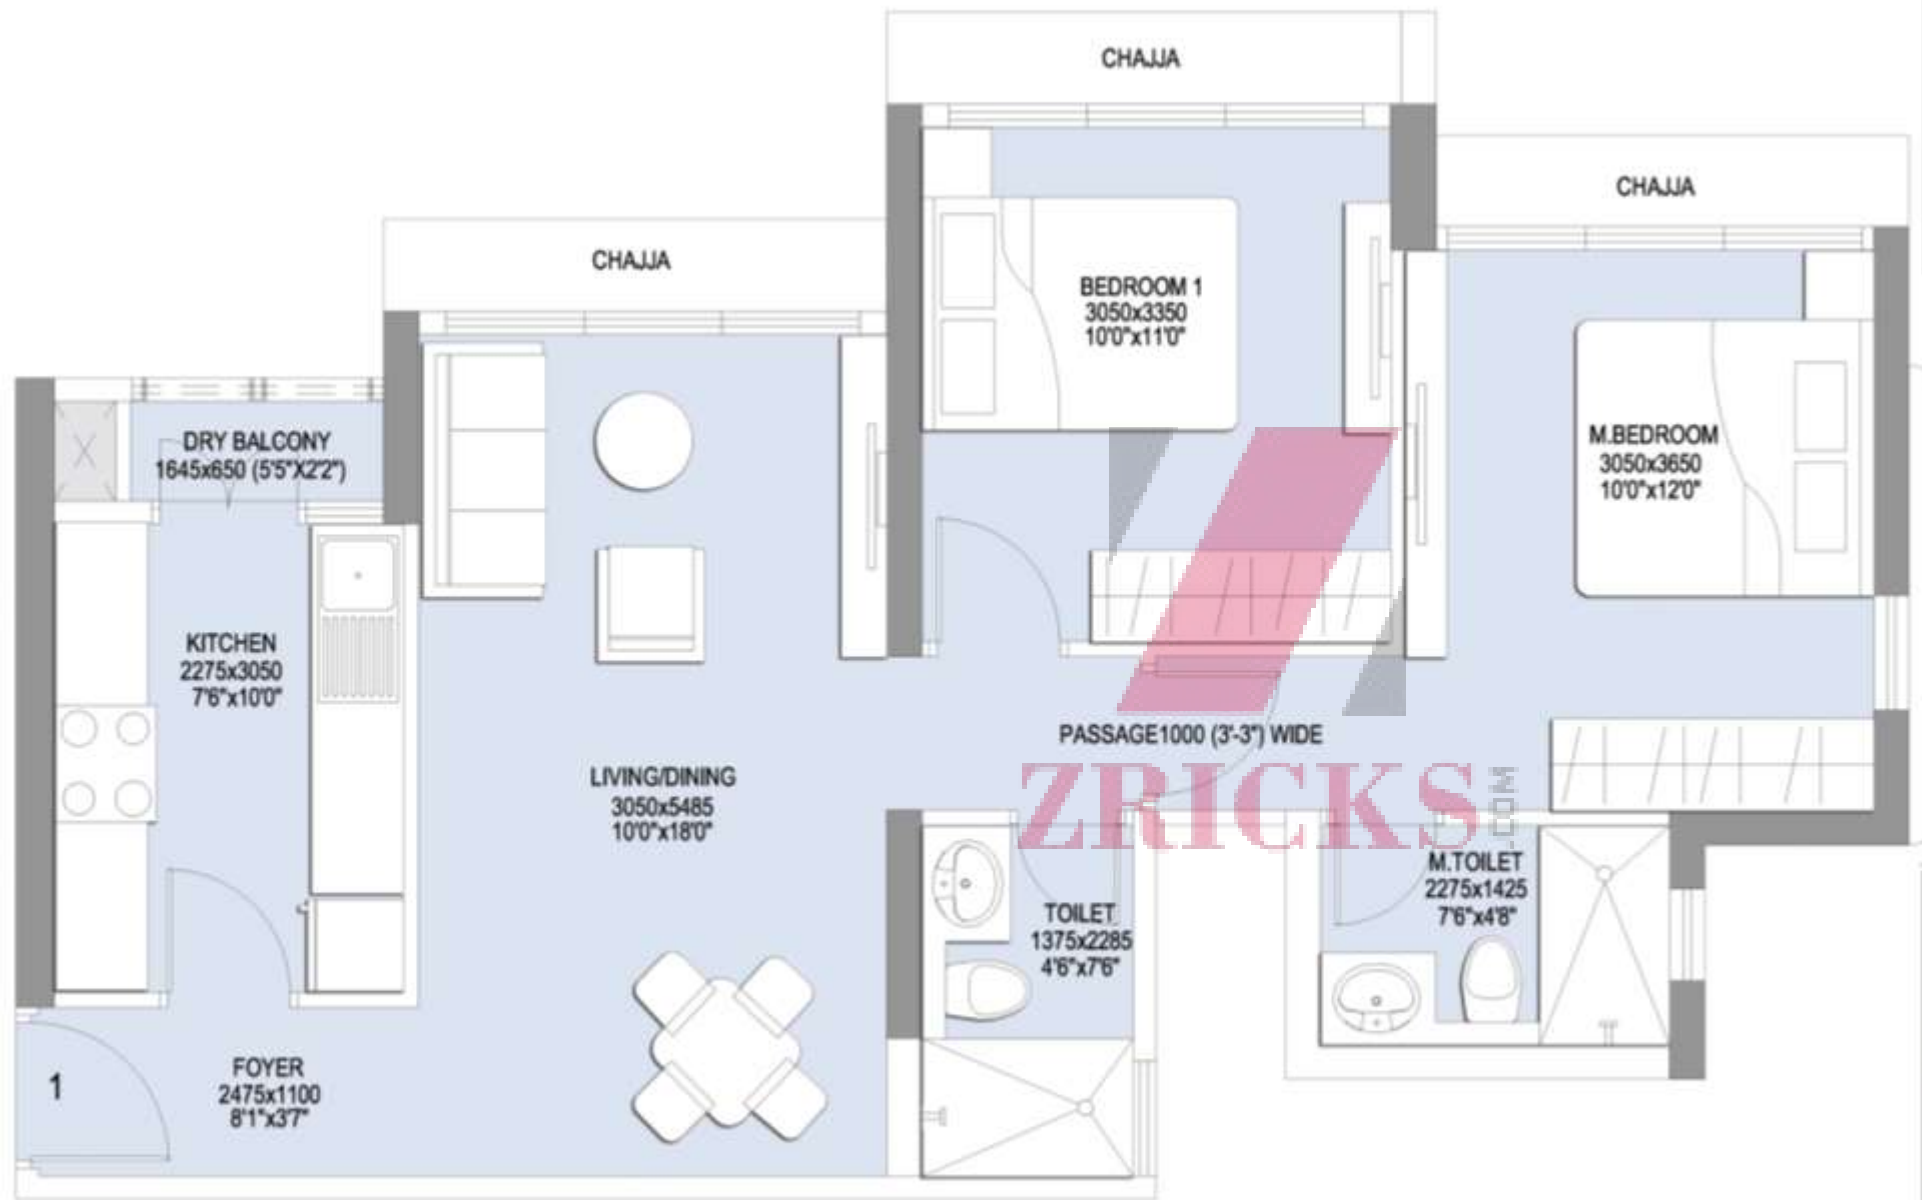 CHAJJA
CHAJJA
CHAJJA
BEDROOM 1
3050x3350
10'0"x11'0"
M.BEDROOM
3050x3650
10'0"x12'0"
DRY BALCONY
1645x650 (5'5"X2'2")
KITCHEN
2275x3050
7'6"x10'0"
LIVING/DINING
3050x5485
10'0"x18'0"
PASSAGE1000 (3'-3") WIDE
ZRICKS
.COM
M.TOILET
2275x1425
7'6"x4'8"
TOILET
1375x2285
4'6"x7'6"
FOYER
2475x1100
8'1"x3'7"
1